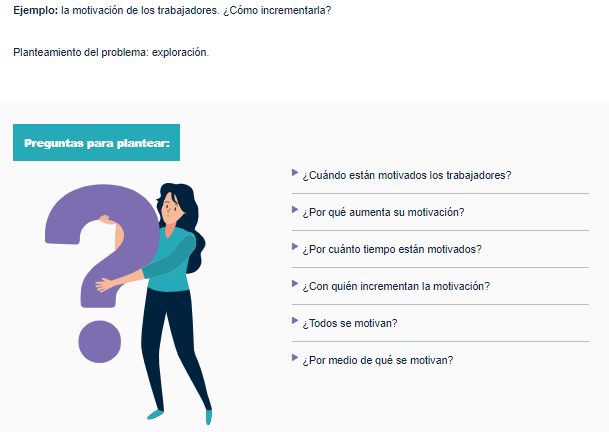 Ejemplo: la motivación de los trabajadores. ¿Cómo incrementarla?
Planteamiento del problema: exploración.
Preguntas para plantear:
¿Cuándo están motivados los trabajadores?
¿Por qué aumenta su motivación?
¿Por cuánto tiempo están motivados?
¿Con quién incrementan la motivación?
¿Todos se motivan?
¿Por medio de qué se motivan?